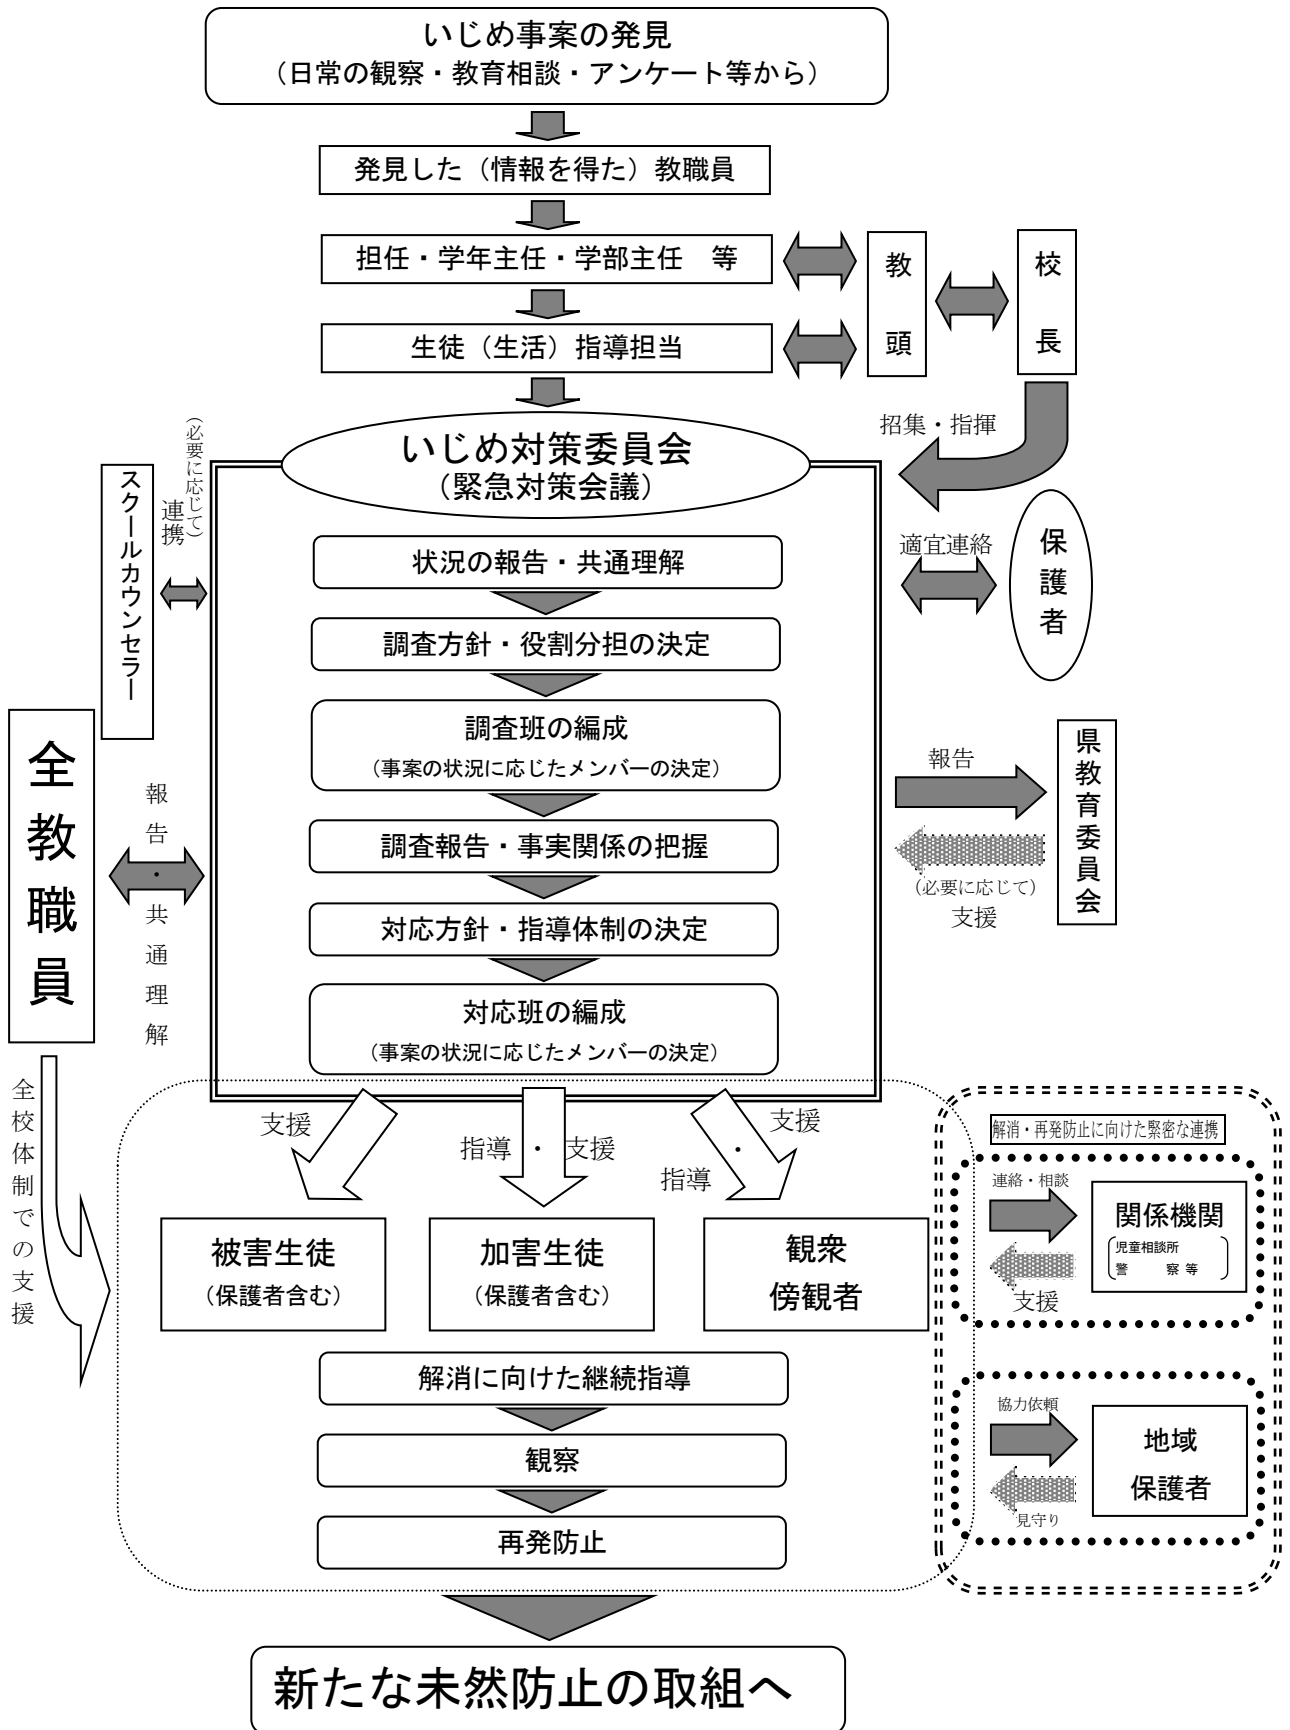 いじめ事案の発見
（日常の観察・教育相談・アンケート等から）
発見した（情報を得た）教職員
担任・学年主任・学部主任　等
教頭
校長
生徒（生活）指導担当
招集・指揮
いじめ対策委員会
（緊急対策会議）
（必要に応じて）
連携
スクールカウンセラー
適宜連絡
保護者
状況の報告・共通理解
調査方針・役割分担の決定
調査班の編成
（事案の状況に応じたメンバーの決定）
調査報告・事実関係の把握
対応方針・指導体制の決定
対応班の編成
（事案の状況に応じたメンバーの決定）
報告
（必要に応じて）
支援
県教育委員会
全教職員
報告・共通理解
全校体制での支援
支援
指導・支援
支援・指導
被害生徒
（保護者含む）
加害生徒
（保護者含む）
観衆
傍観者
解消に向けた継続指導
観察
再発防止
解消・再発防止に向けた緊密な連携
連絡・相談
支援
関係機関
児童相談所
警　察 等
協力依頼
見守り
地域
保護者
新たな未然防止の取組へ